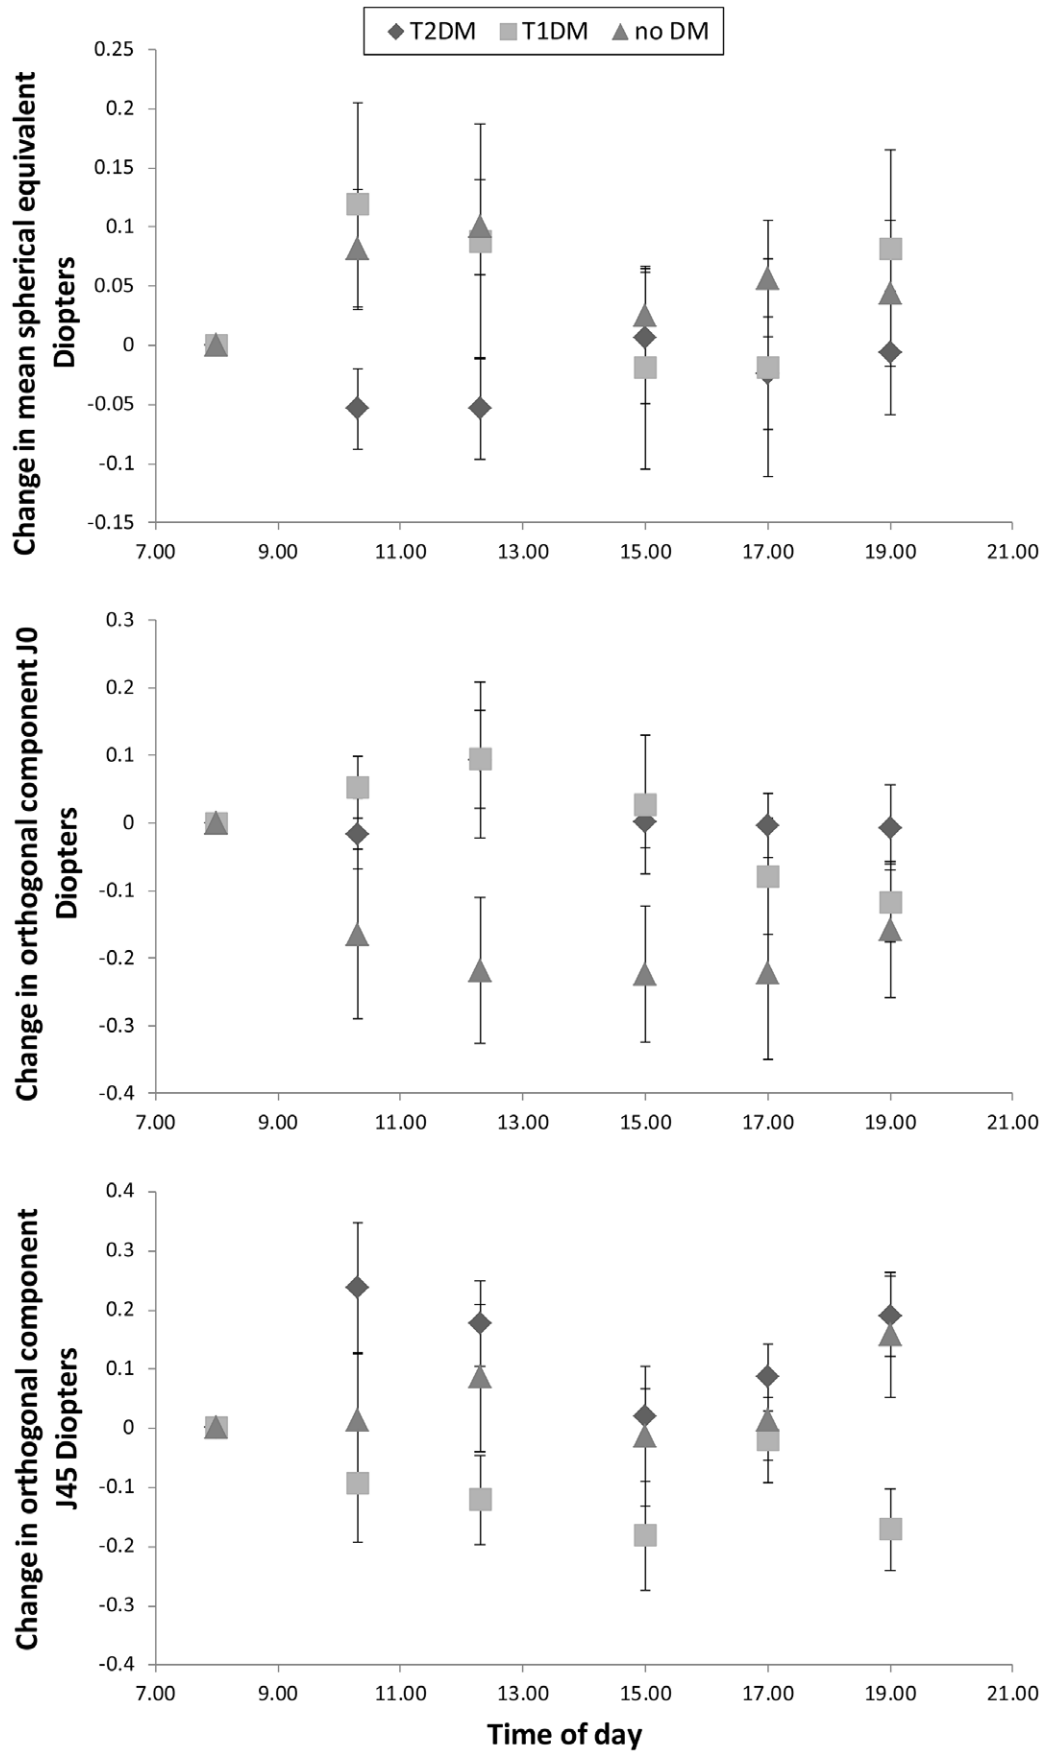 T2DM T1DM no DM
Change in mean spherical equivalent
Diopters
0.25
0.2
0.15
0.1
0.05
0
-0.05
-0.1
-0.15
7.00 9.00 11.00 13.00 15.00 17.00 19.00 21.00
Change in orthogonal component J0
Diopters
0.3
0.2
0.1
0
-0.1
-0.2
-0.3
-0.4
7.00 9.00 11.00 13.00 15.00 17.00 19.00 21.00
Change in orthogonal component
J45 Diopters
0.4
0.3
0.2
0.1
0
-0.1
-0.2
-0.3
-0.4
7.00 9.00 11.00 13.00 15.00 17.00 19.00 21.00
Time of day